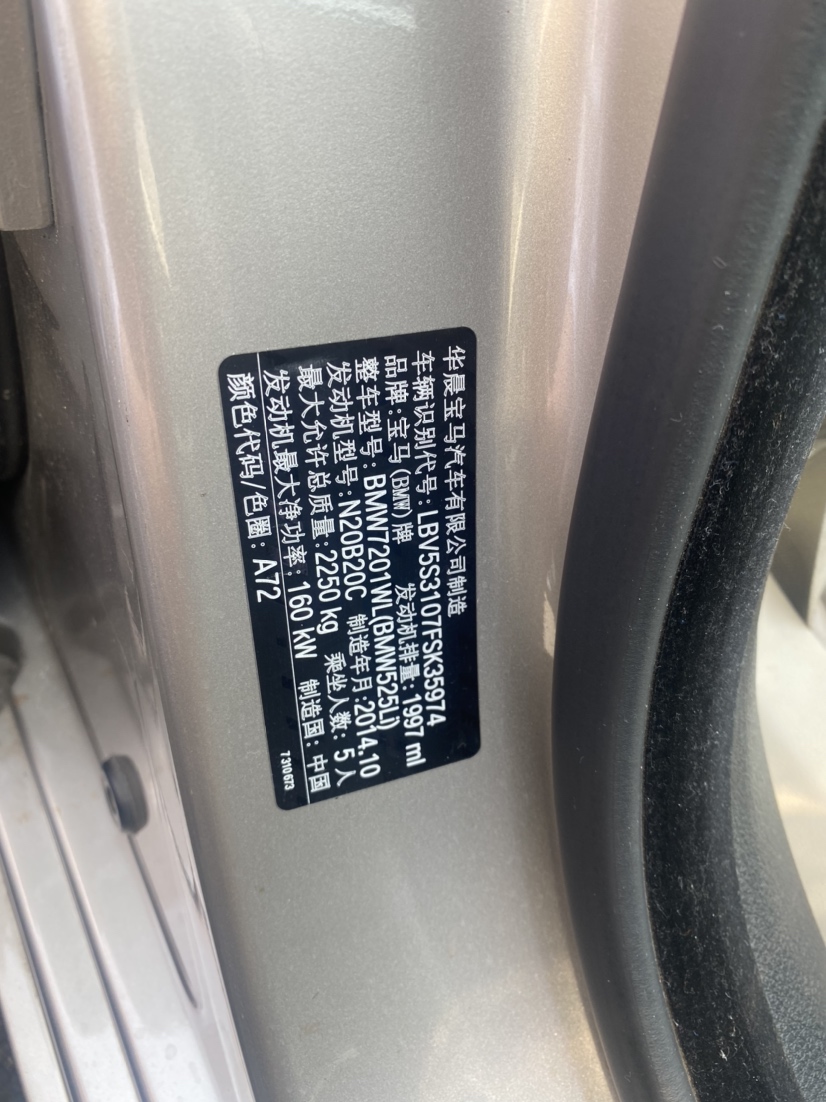 华晨宝马汽车有限公司制造
车辆识别代号:LBV5S3107FSK35974
品牌:宝马(BMW)牌 发动机排量:1997 ml
整车型号:BMW7201WL(BMW525Li)
发动机型号:N20B20C 制造年月:2014.10
最大允许总质量:2250 kg 乘坐人数:5人
发动机最大净功率:160 kW 制造国:中国
颜色代码/色圈:A72 7310673